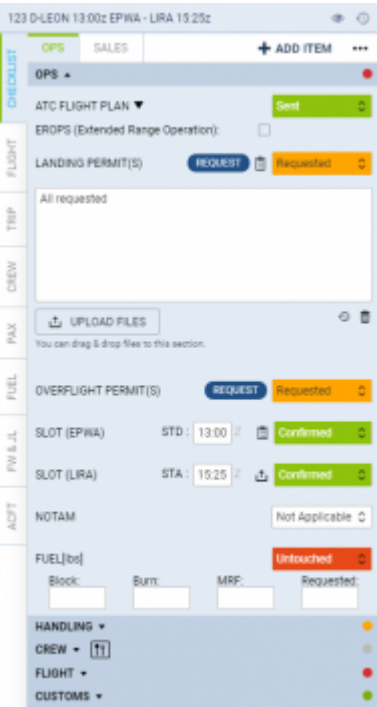 123 D-LEON 13:00z EPWA - LIRA 15:25z
OPS SALES + ADD ITEM •••
OPS
ATC FLIGHT PLAN Sent
EROPS (Extended Range Operation):
LANDING PERMIT(S) REQUEST Requested
All requested
UPLOAD FILES
You can drag & drop files to this section.
OVERFLIGHT PERMIT(S) REQUEST Requested
SLOT (EPWA) STD: 13:00 Z Confirmed
SLOT (LIRA) STA: 15:25 Z Confirmed
NOTAM Not Applicable
FUEL[lbs] Untouched
Block: Burn: MRF: Requested:
HANDLING
CREW
FLIGHT
CUSTOMS
CHECKLIST
FLIGHT
TRIP
CREW
PAX
FUEL
FW & JL
ACFT